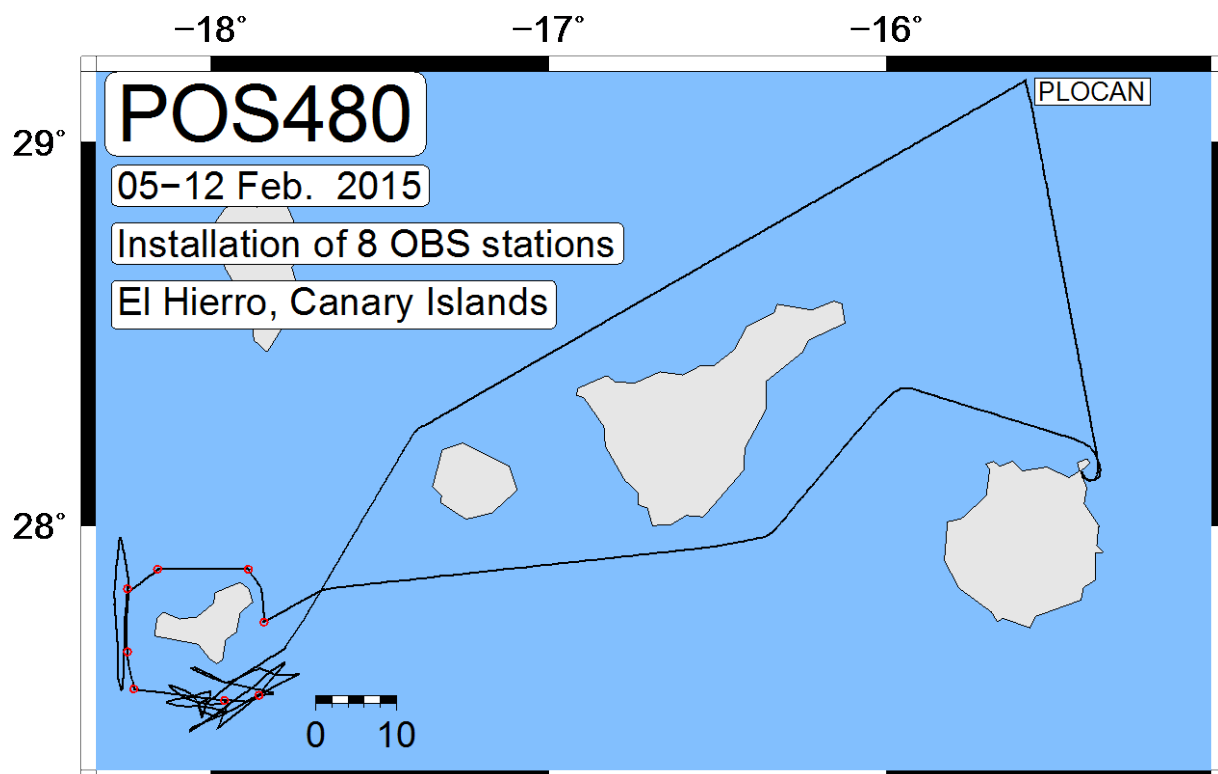 −18° −17° −16°
PLOCAN
POS480
29°
05−12 Feb. 2015
Installation of 8 OBS stations
El Hierro, Canary Islands
28°
0 10